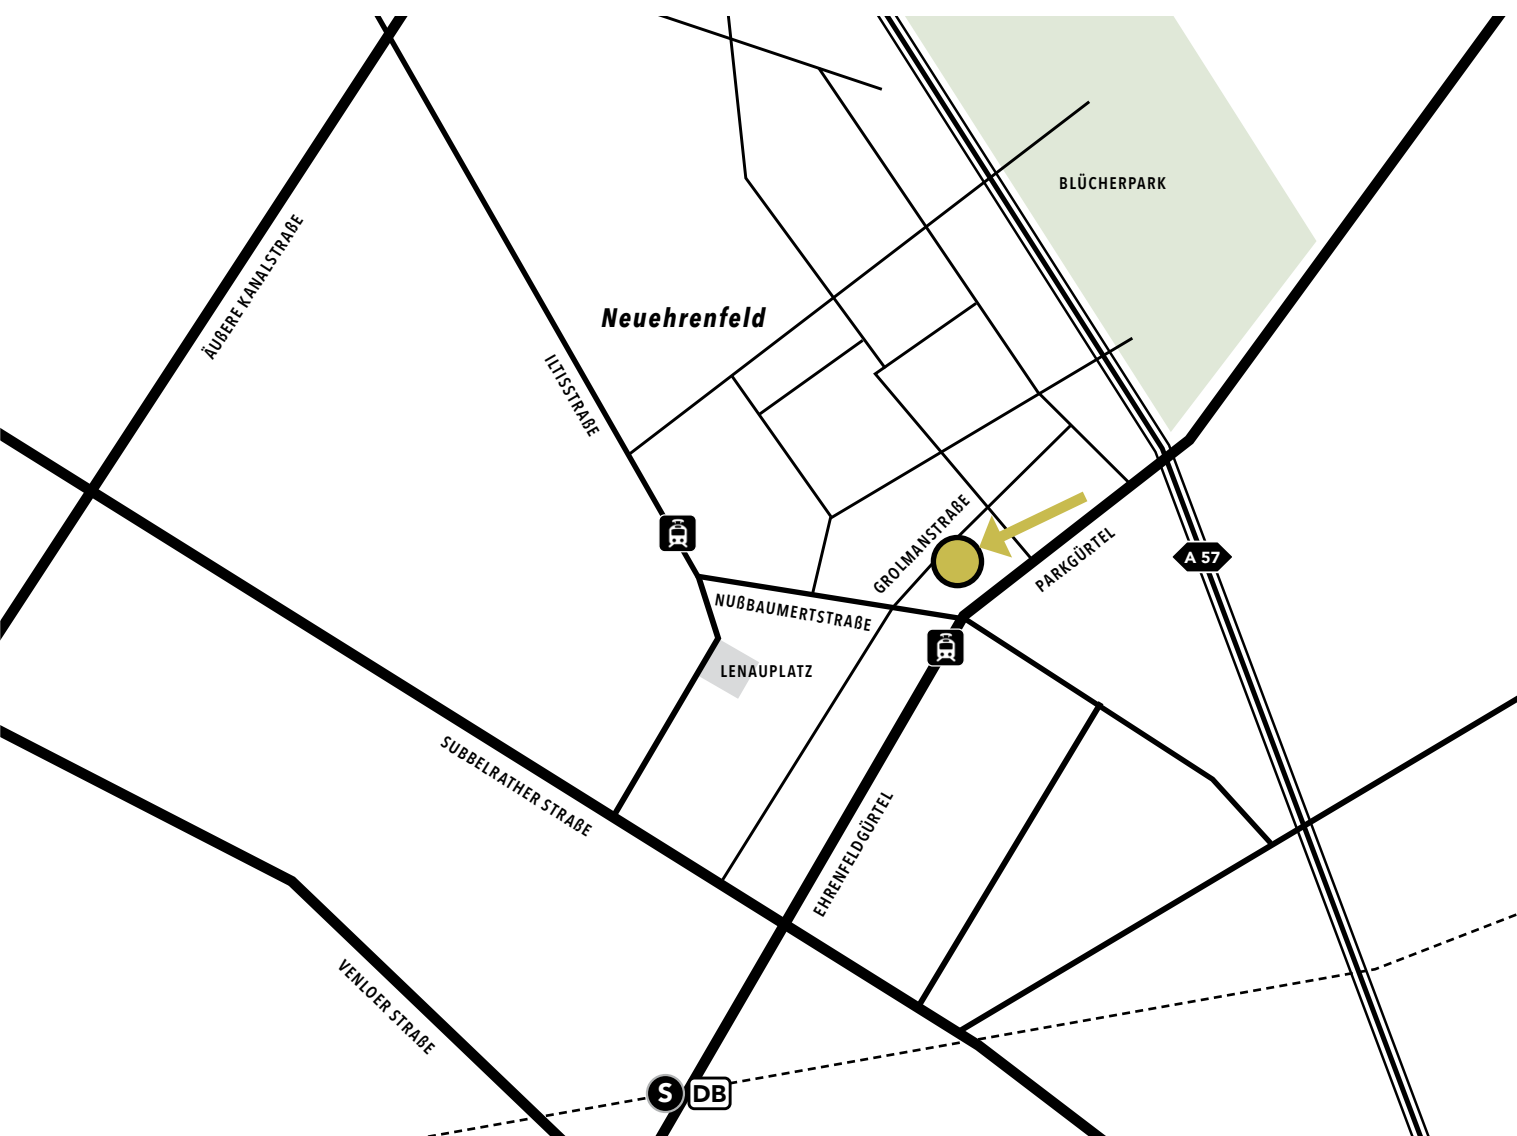 BLÜCHERPARK
ÄUßERE KANALSTRAßE
Neuehrenfeld
ILTISSTRAßE
GROLMANSTRAßE
PARKGÜRTEL
A 57
NUßBAUMERTSTRAßE
LENAUPLATZ
SUBBELRATHER STRAßE
EHRENFELDGÜRTEL
VENLOER STRAßE
S
DB